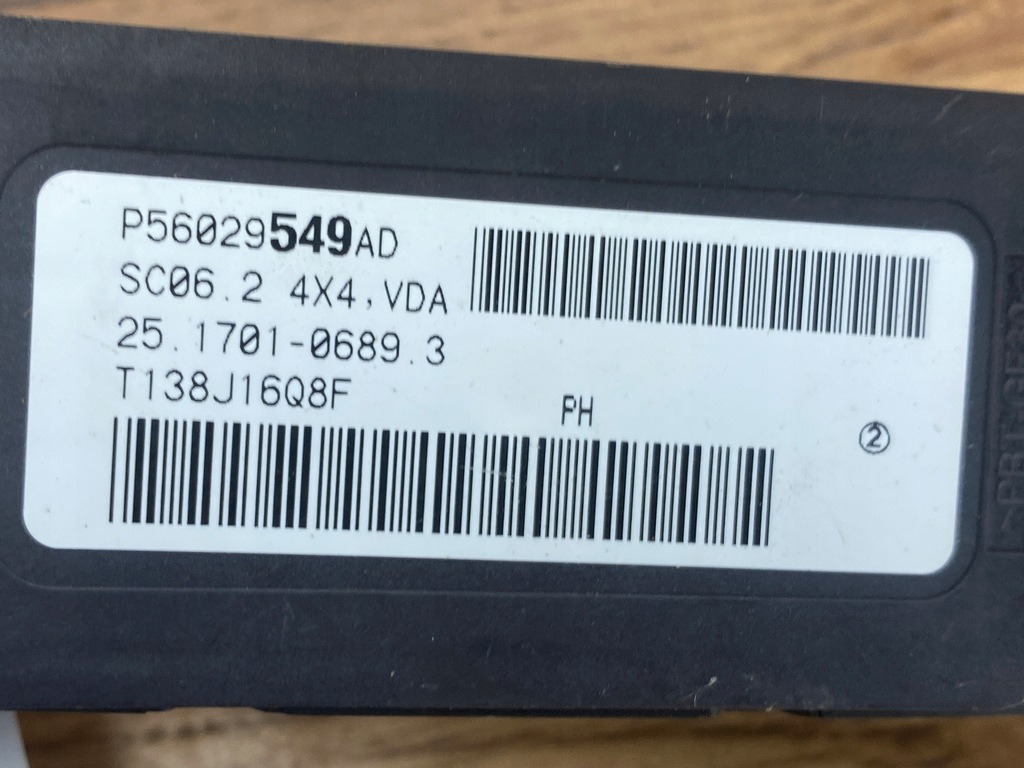 P56029549AD
SC06.2 4X4,VDA
25.1701-0689.3
T138J16Q8F
PH
2